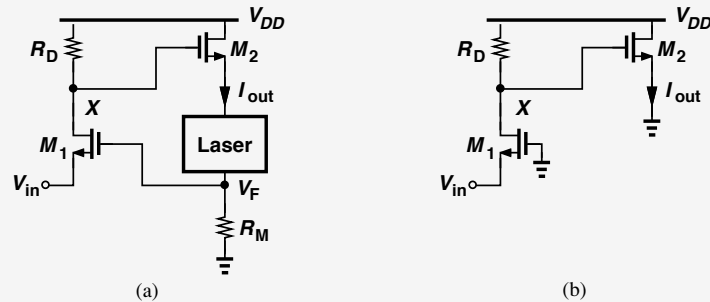 V_DD
R_D
M_2
X
I_out
M_1
Laser
V_in
V_F
R_M
(a)
V_DD
R_D
M_2
X
I_out
M_1
V_in
(b)